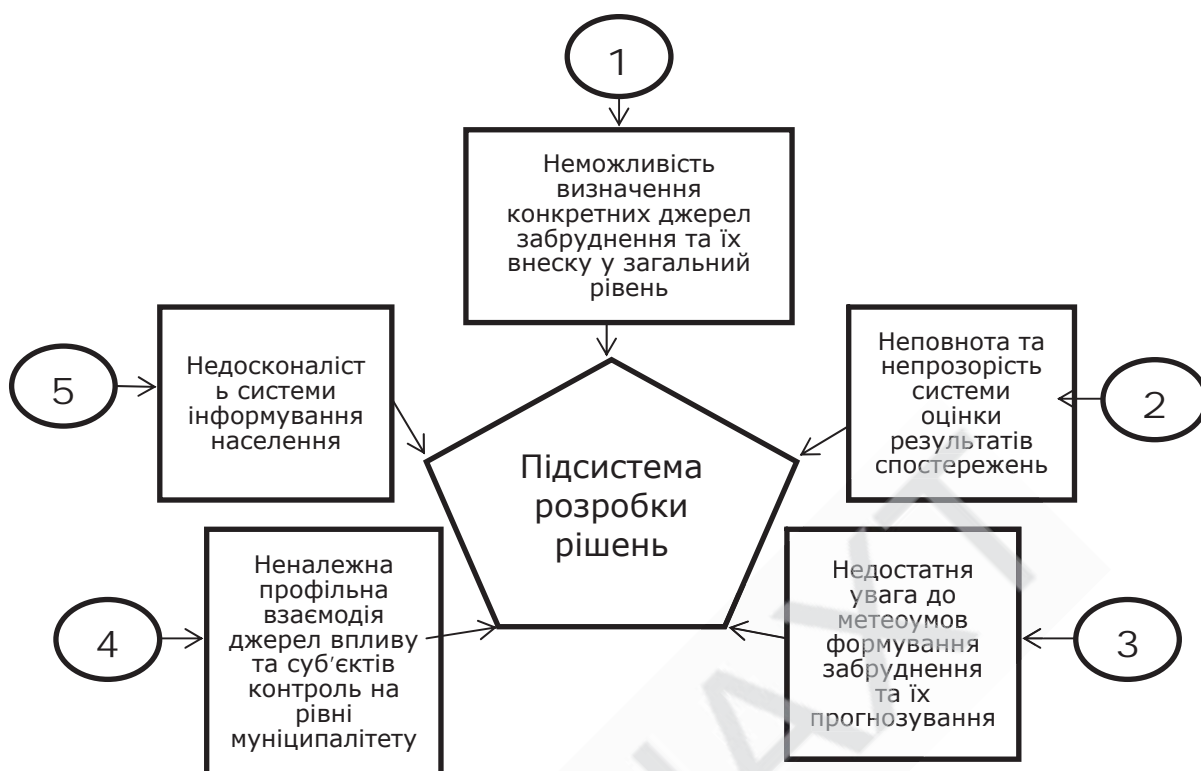 1
Неможливість
визначення
конкретних джерел
забруднення та їх
внеску у загальний
рівень
5
Недосконаліст
ь системи
інформування
населення
Неповнота та
непрозорість
системи
оцінки
результатів
спостережень
2
Підсистема
розробки
рішень
4
Неналежна
профільна
взаємодія
джерел впливу
та суб'єктів
контроль на
рівні
муніципалітету
Недостатня
увага до
метеоумов
формування
забруднення
та їх
прогнозування
3